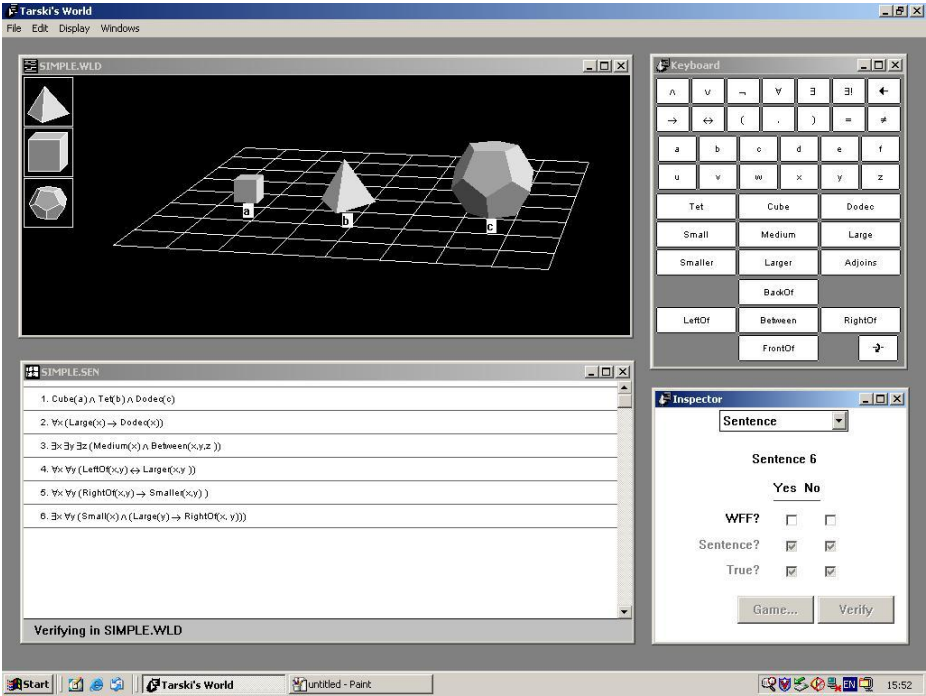 Tarski's World
File Edit Display Windows
SIMPLE.WLD
a
b
c
SIMPLE.SEN
1. Cube(a) ∧ Tet(b) ∧ Dodec(c)
2. ∀x (Large(x) → Dodec(x))
3. ∃x ∃y ∃z (Medium(x) ∧ Between(x,y,z ))
4. ∀x ∀y (LeftOf(x,y) ↔ Larger(x,y ))
5. ∀x ∀y (RightOf(x,y) → Smaller(x,y) )
6. ∃x ∀y (Small(x) ∧ (Large(y) → RightOf(x, y)))
Verifying in SIMPLE.WLD
Keyboard
∧ ∨ ¬ ∀ ∃ ∃! ←
→ ↔ ( . ) = ≠
a b c d e f
u v w x y z
Tet Cube Dodec
Small Medium Large
Smaller Larger Adjoins
BackOf
LeftOf Between RightOf
FrontOf
Inspector
Sentence
Sentence 6
Yes No
WFF?
Sentence?
True?
Game... Verify
Start Tarski's World untitled - Paint EN 15:52